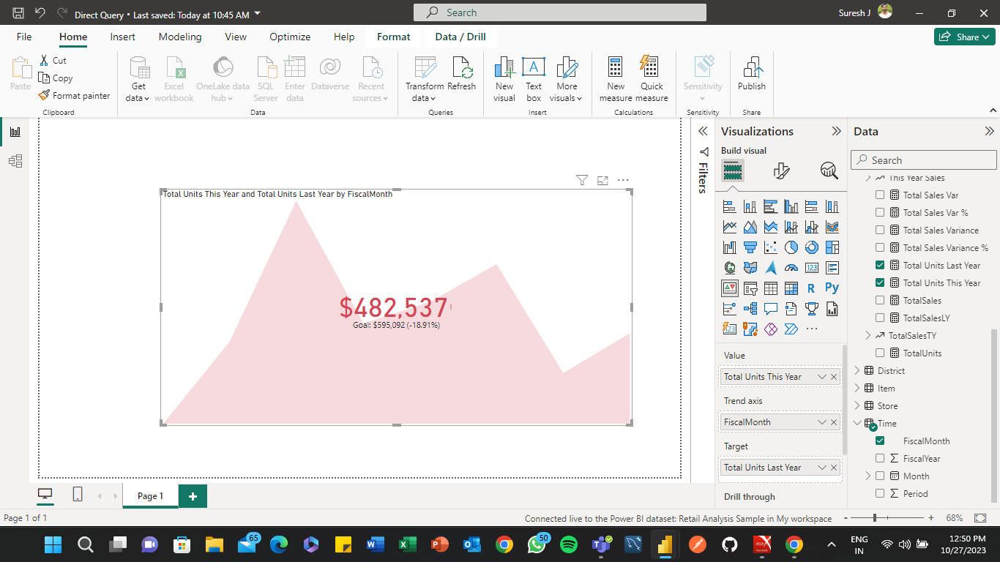 Direct Query • Last saved: Today at 10:45 AM
Search
Suresh J
File
Home
Insert
Modeling
View
Optimize
Help
Format
Data / Drill
Share
Paste
Cut
Copy
Format painter
Clipboard
Get data
Excel workbook
OneLake data hub
SQL Server
Enter data
Dataverse
Recent sources
Data
Transform data
Refresh
Queries
New visual
Text box
More visuals
Insert
New measure
Quick measure
Calculations
Sensitivity
Sensitivity
Publish
Share
Total Units This Year and Total Units Last Year by FiscalMonth
$482,537!
Goal: $595,092 (-18.91%)
Filters
Visualizations
Build visual
123
R
Py
123
Value
Total Units This Year
Trend axis
FiscalMonth
Target
Total Units Last Year
Drill through
Data
Search
This Year Sales
Total Sales Var
Total Sales Var %
Total Sales Variance
Total Sales Variance %
Total Units Last Year
Total Units This Year
TotalSales
TotalSalesLY
TotalSalesTY
TotalUnits
District
Item
Store
Time
FiscalMonth
FiscalYear
Month
Period
Page 1
Page 1 of 1
Connected live to the Power BI dataset: Retail Analysis Sample in My workspace
- + 68%
65
50
ENG
IN
12:50 PM
10/27/2023